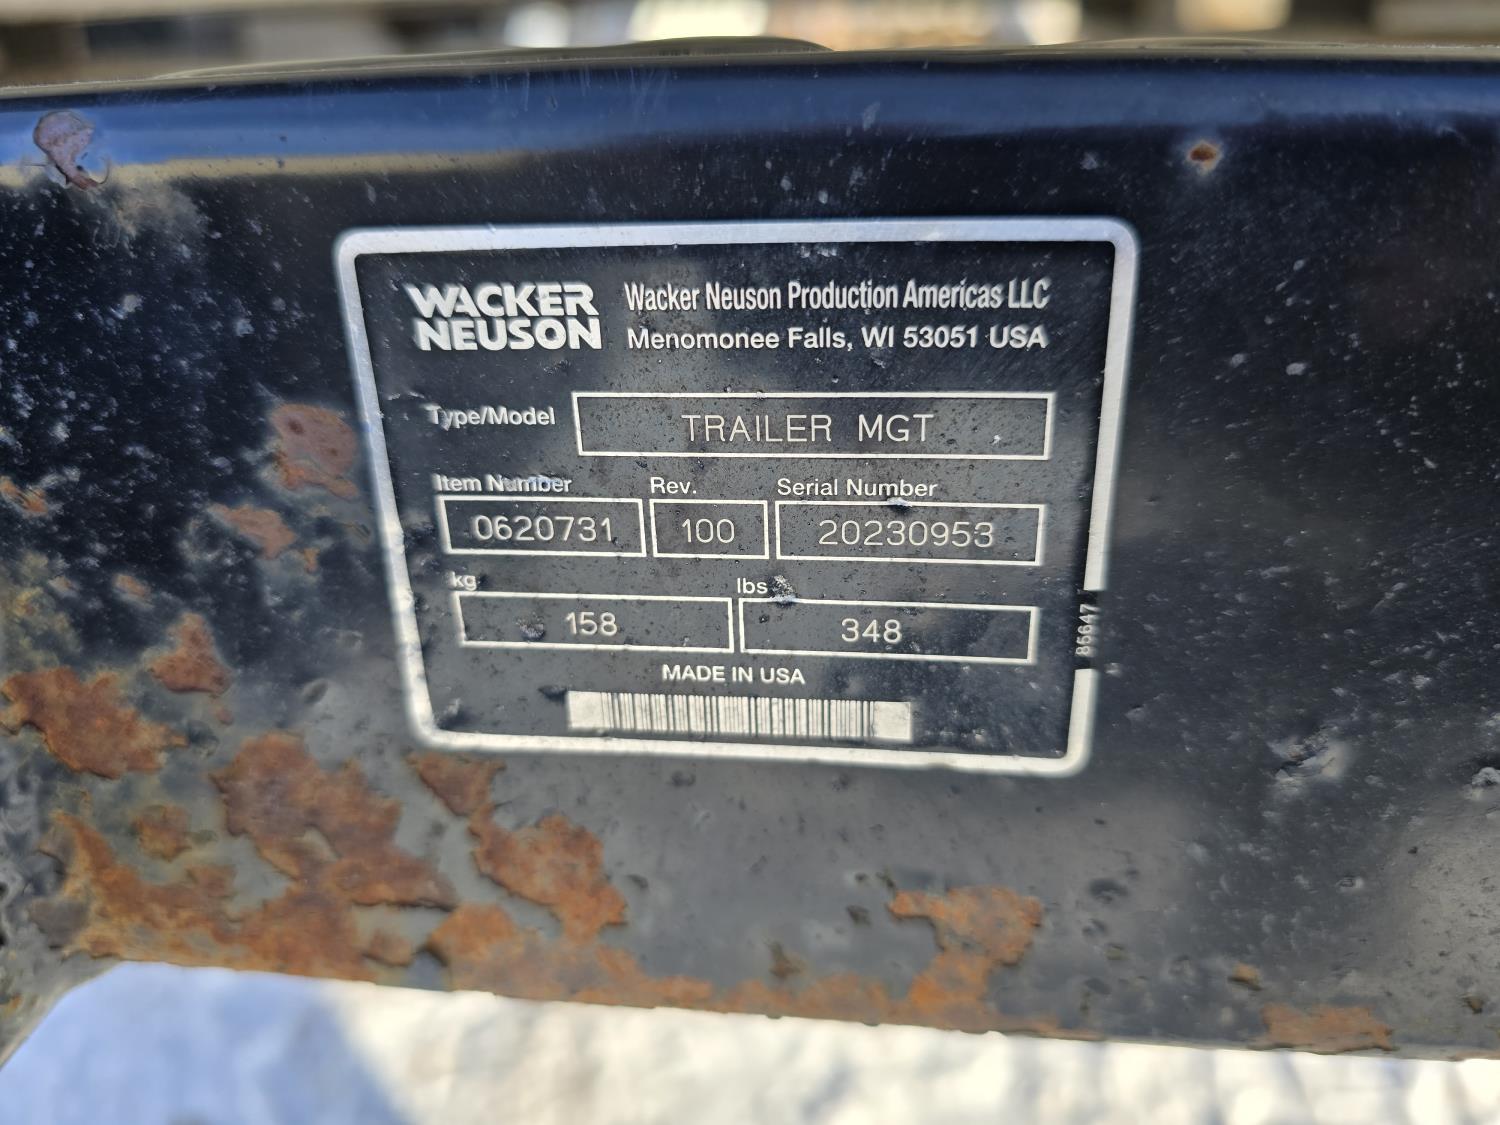 WACKER
NEUSON
Wacker Neuson Production Americas LLC
Menomonee Falls, WI 53051 USA
Type/Model
TRAILER MGT
Item Number Rev. Serial Number
0620731 100 20230953
kg lbs
158 348
86647
MADE IN USA